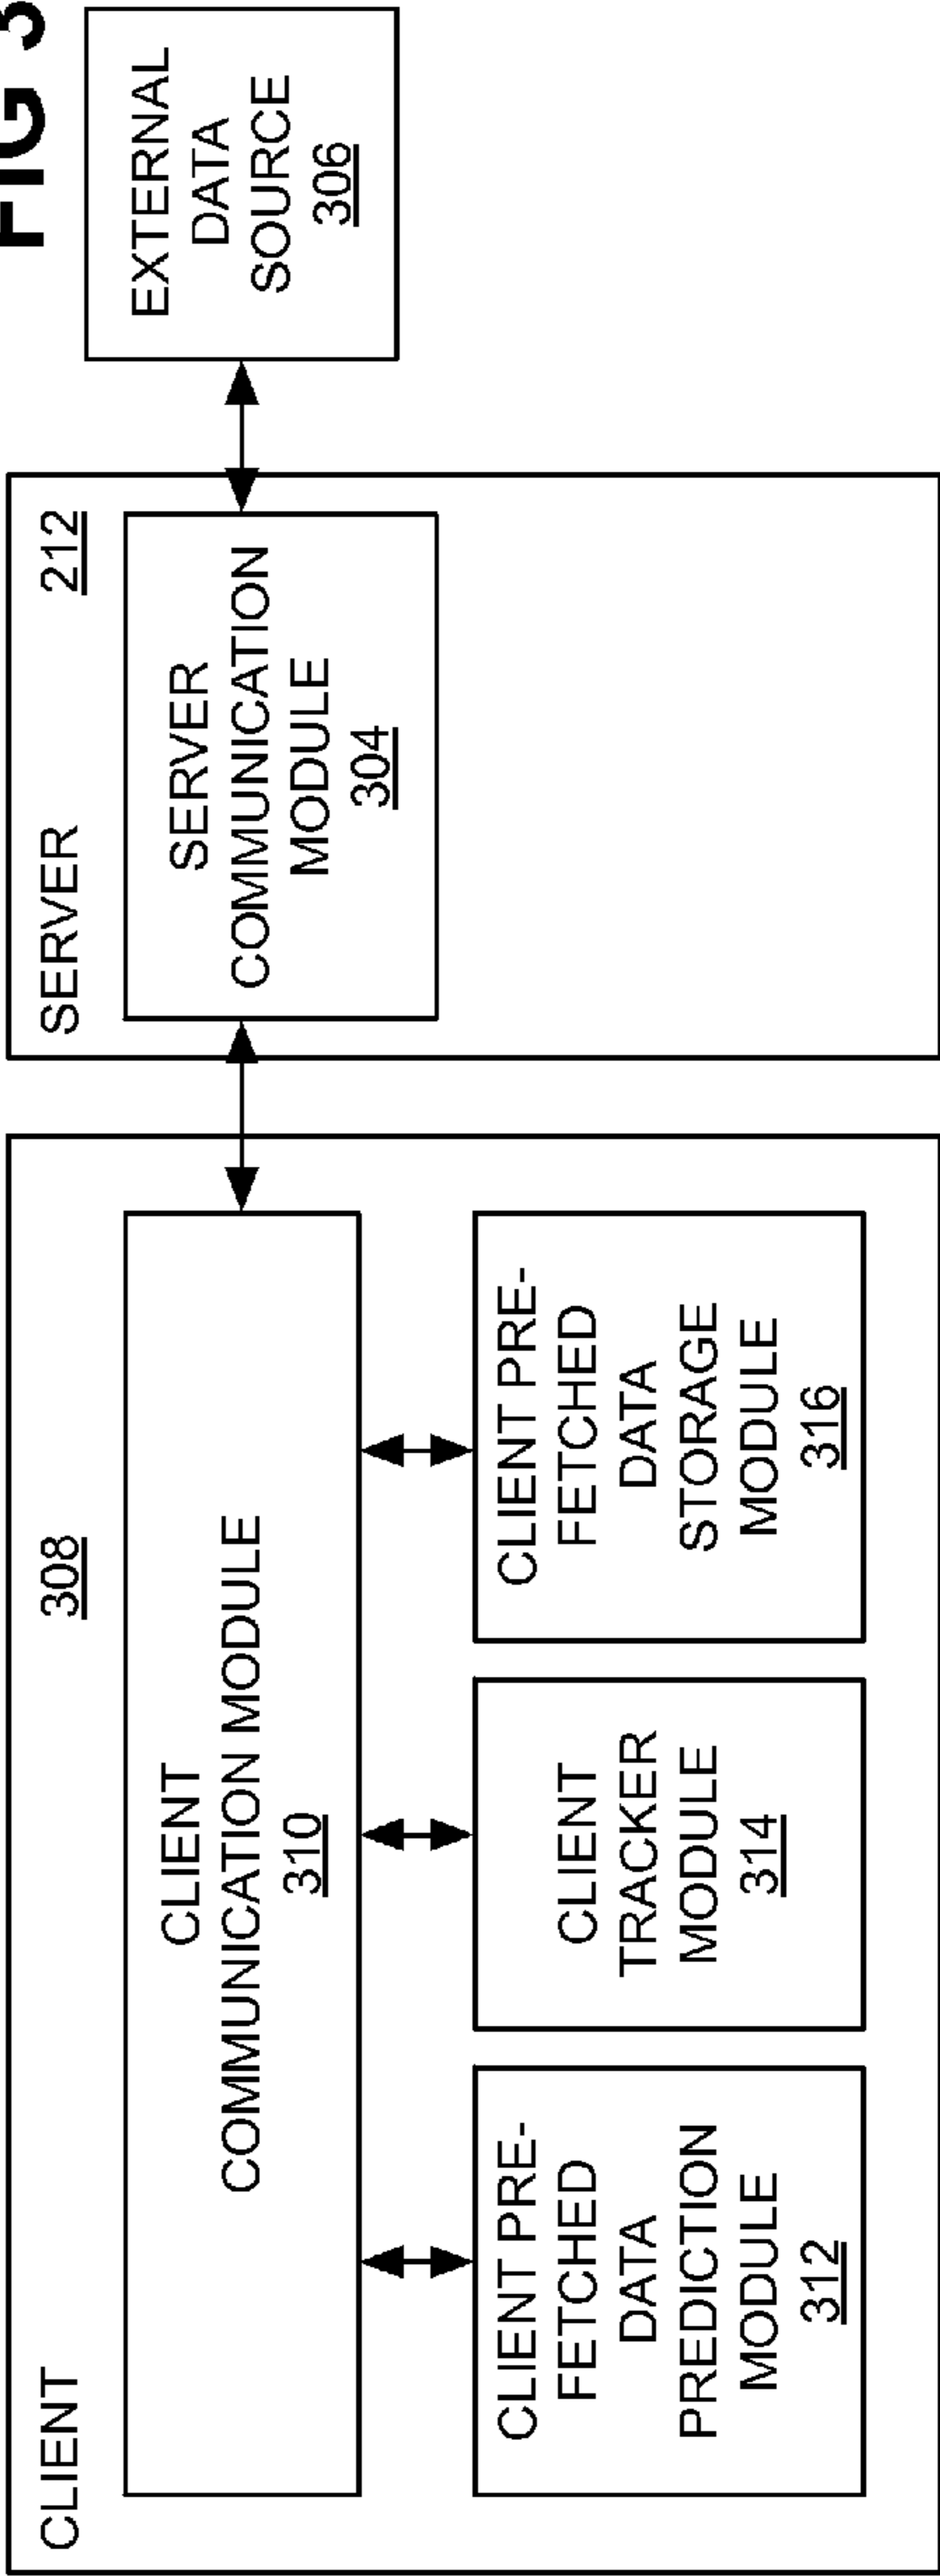 FIG 3
CLIENT
308
CLIENT
COMMUNICATION MODULE
310
CLIENT PRE-
FETCHED
DATA
PREDICTION
MODULE
312
CLIENT
TRACKER
MODULE
314
CLIENT PRE-
FETCHED
DATA
STORAGE
MODULE
316
SERVER
212
SERVER
COMMUNICATION
MODULE
304
EXTERNAL
DATA
SOURCE
306